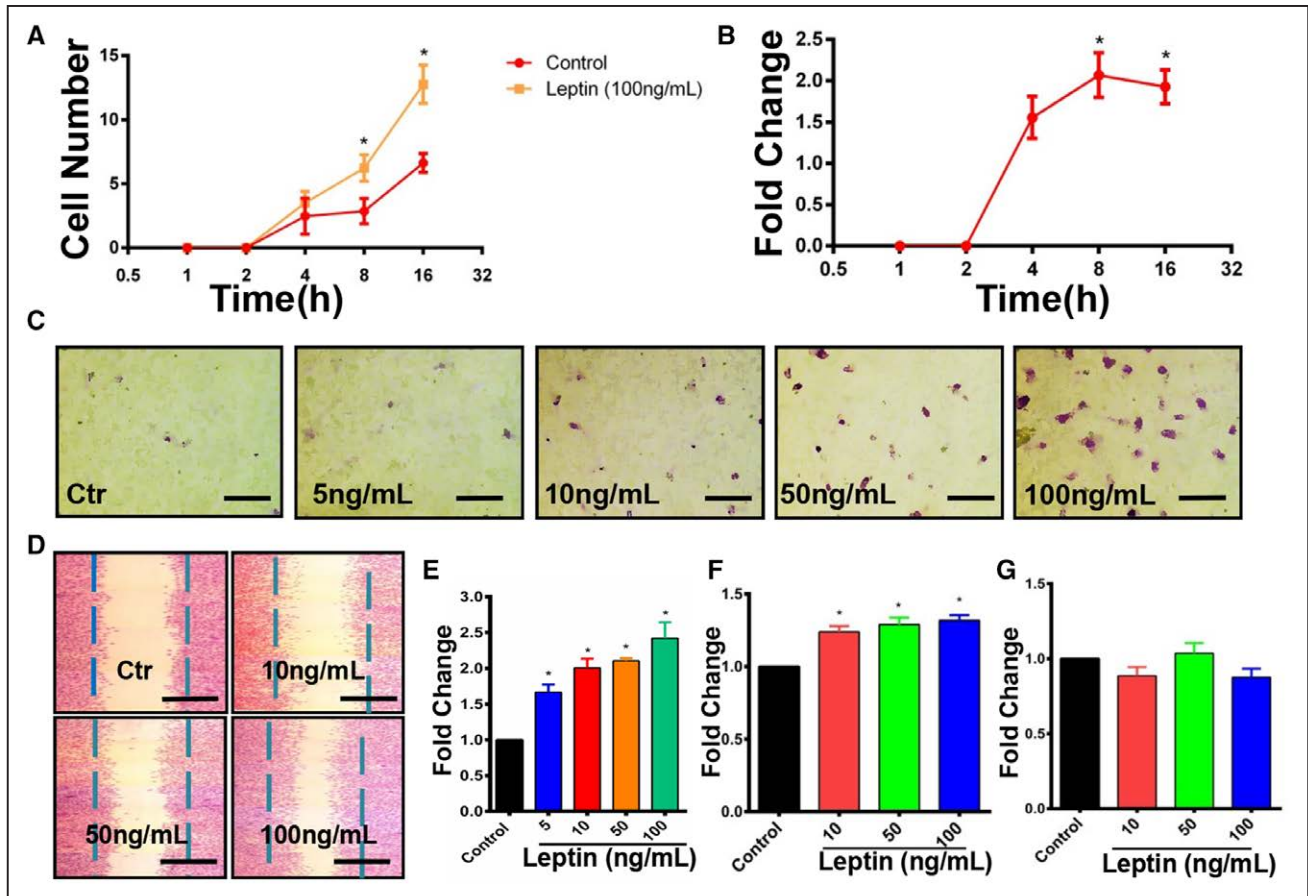 A
Cell Number
15
10
5
0
0.5
1
2
4
8
16
32
Time(h)
*
*
Control
Leptin (100ng/mL)
B
Fold Change
2.5
2.0
1.5
1.0
0.5
0.0
0.5
1
2
4
8
16
32
Time(h)
*
*
C
Ctr
5ng/mL
10ng/mL
50ng/mL
100ng/mL
D
Ctr
10ng/mL
50ng/mL
100ng/mL
E
Fold Change
3.0
2.5
2.0
1.5
1.0
0.5
0.0
*
*
*
*
Control
5
10
50
100
Leptin (ng/mL)
F
Fold Change
1.5
1.0
0.5
0.0
*
*
*
Control
10
50
100
Leptin (ng/mL)
G
Fold Change
1.5
1.0
0.5
0.0
Control
10
50
100
Leptin (ng/mL)